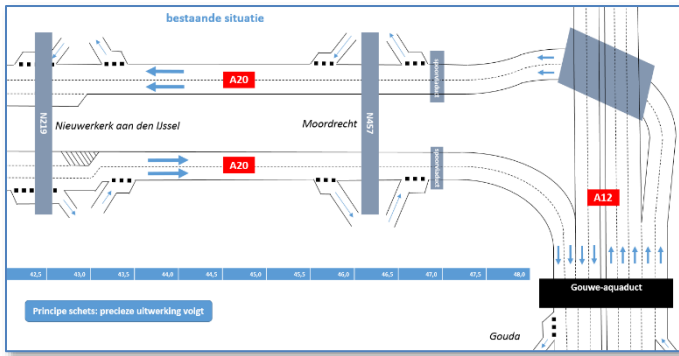 bestaande situatie
A20
N219
Nieuwerkerk aan den IJssel
Moordrecht
N457
spoorviaduct
A20
spoorviaduct
A12
42,5 43,0 43,5 44,0 44,5 45,0 45,5 46,0 46,5 47,0 47,5 48,0
Gouwe-aquaduct
Principe schets: precieze uitwerking volgt
Gouda